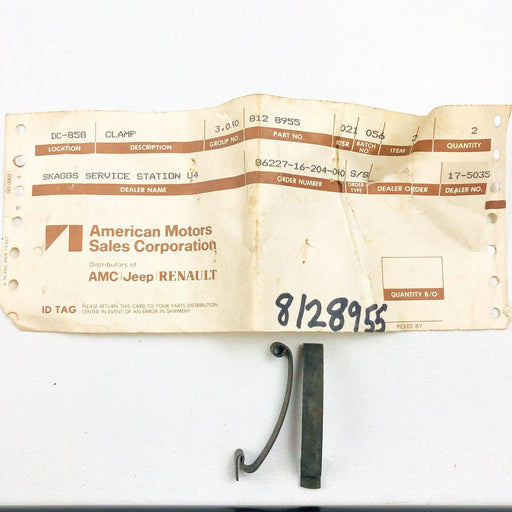 DC-858 CLAMP 3.040 812 8955 021 056 2 2
LOCATION DESCRIPTION GROUP NO PART NO. PDSR BATCH NO ITEM QUANTITY
SKAGGS SERVICE STATION U4 06227-16-204-040 S/S 17-5035
DEALER NAME ORDER NUMBER ORDER TYPE DEALER ORDER DEALER NO.
American Motors
Sales Corporation
Distributors of
AMC Jeep RENAULT
QUANTITY B/O
ID TAG PLEASE RETURN THIS CARD TO YOUR PARTS DISTRIBUTION
CENTER IN EVENT OF AN ERROR IN SHIPMENT
PICKED BY
8128955